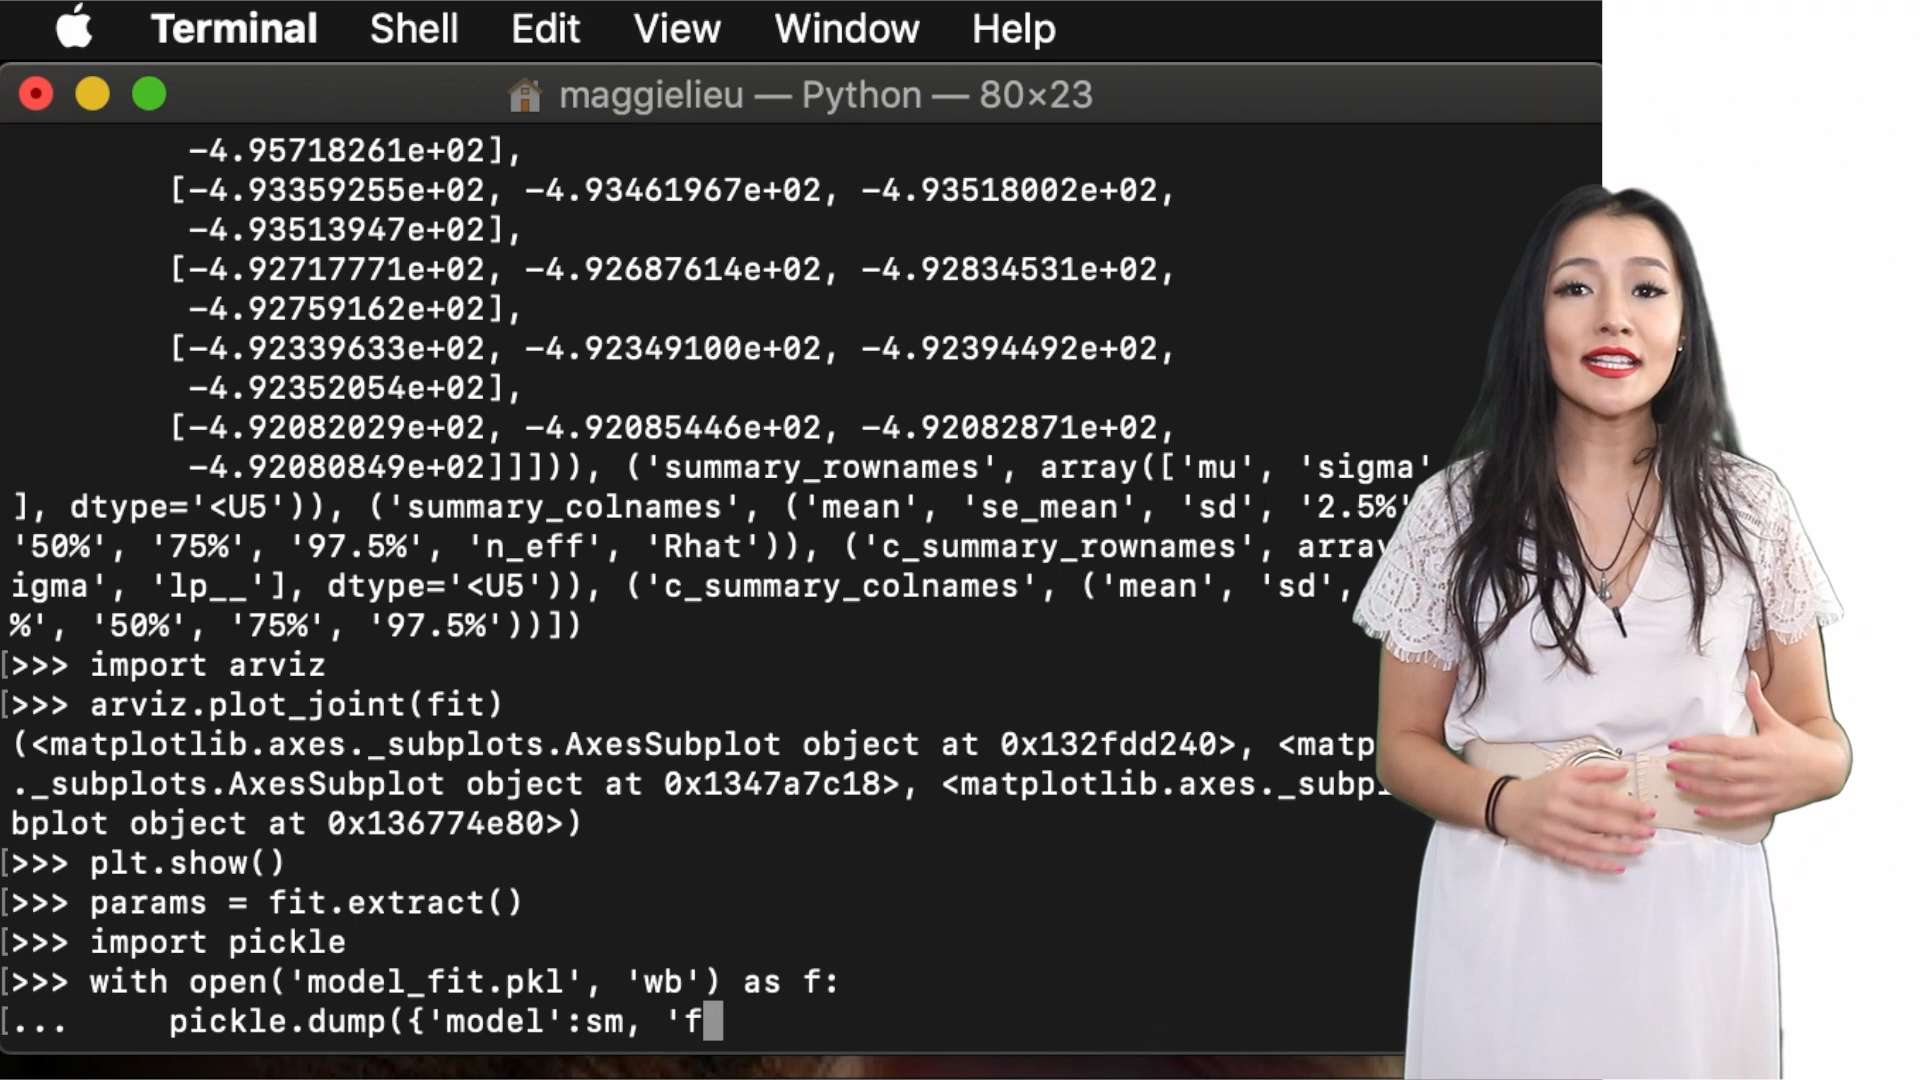 Terminal Shell Edit View Window Help
maggielieu — Python — 80×23
-4.95718261e+02],
[-4.93359255e+02, -4.93461967e+02, -4.93518002e+02,
-4.93513947e+02],
[-4.92717771e+02, -4.92687614e+02, -4.92834531e+02,
-4.92759162e+02],
[-4.92339633e+02, -4.92349100e+02, -4.92394492e+02,
-4.92352054e+02],
[-4.92082029e+02, -4.92085446e+02, -4.92082871e+02,
-4.92080849e+02]]])), ('summary_rownames', array(['mu', 'sigma'
], dtype='<U5')), ('summary_colnames', ('mean', 'se_mean', 'sd', '2.5%'
'50%', '75%', '97.5%', 'n_eff', 'Rhat')), ('c_summary_rownames', array
igma', 'lp__'], dtype='<U5')), ('c_summary_colnames', ('mean', 'sd',
%', '50%', '75%', '97.5%'))])
[>>> import arviz
[>>> arviz.plot_joint(fit)
(<matplotlib.axes._subplots.AxesSubplot object at 0x132fdd240>, <matp
._subplots.AxesSubplot object at 0x1347a7c18>, <matplotlib.axes._subpl
bplot object at 0x136774e80>)
[>>> plt.show()
[>>> params = fit.extract()
[>>> import pickle
[>>> with open('model_fit.pkl', 'wb') as f:
[... pickle.dump({'model':sm, 'f